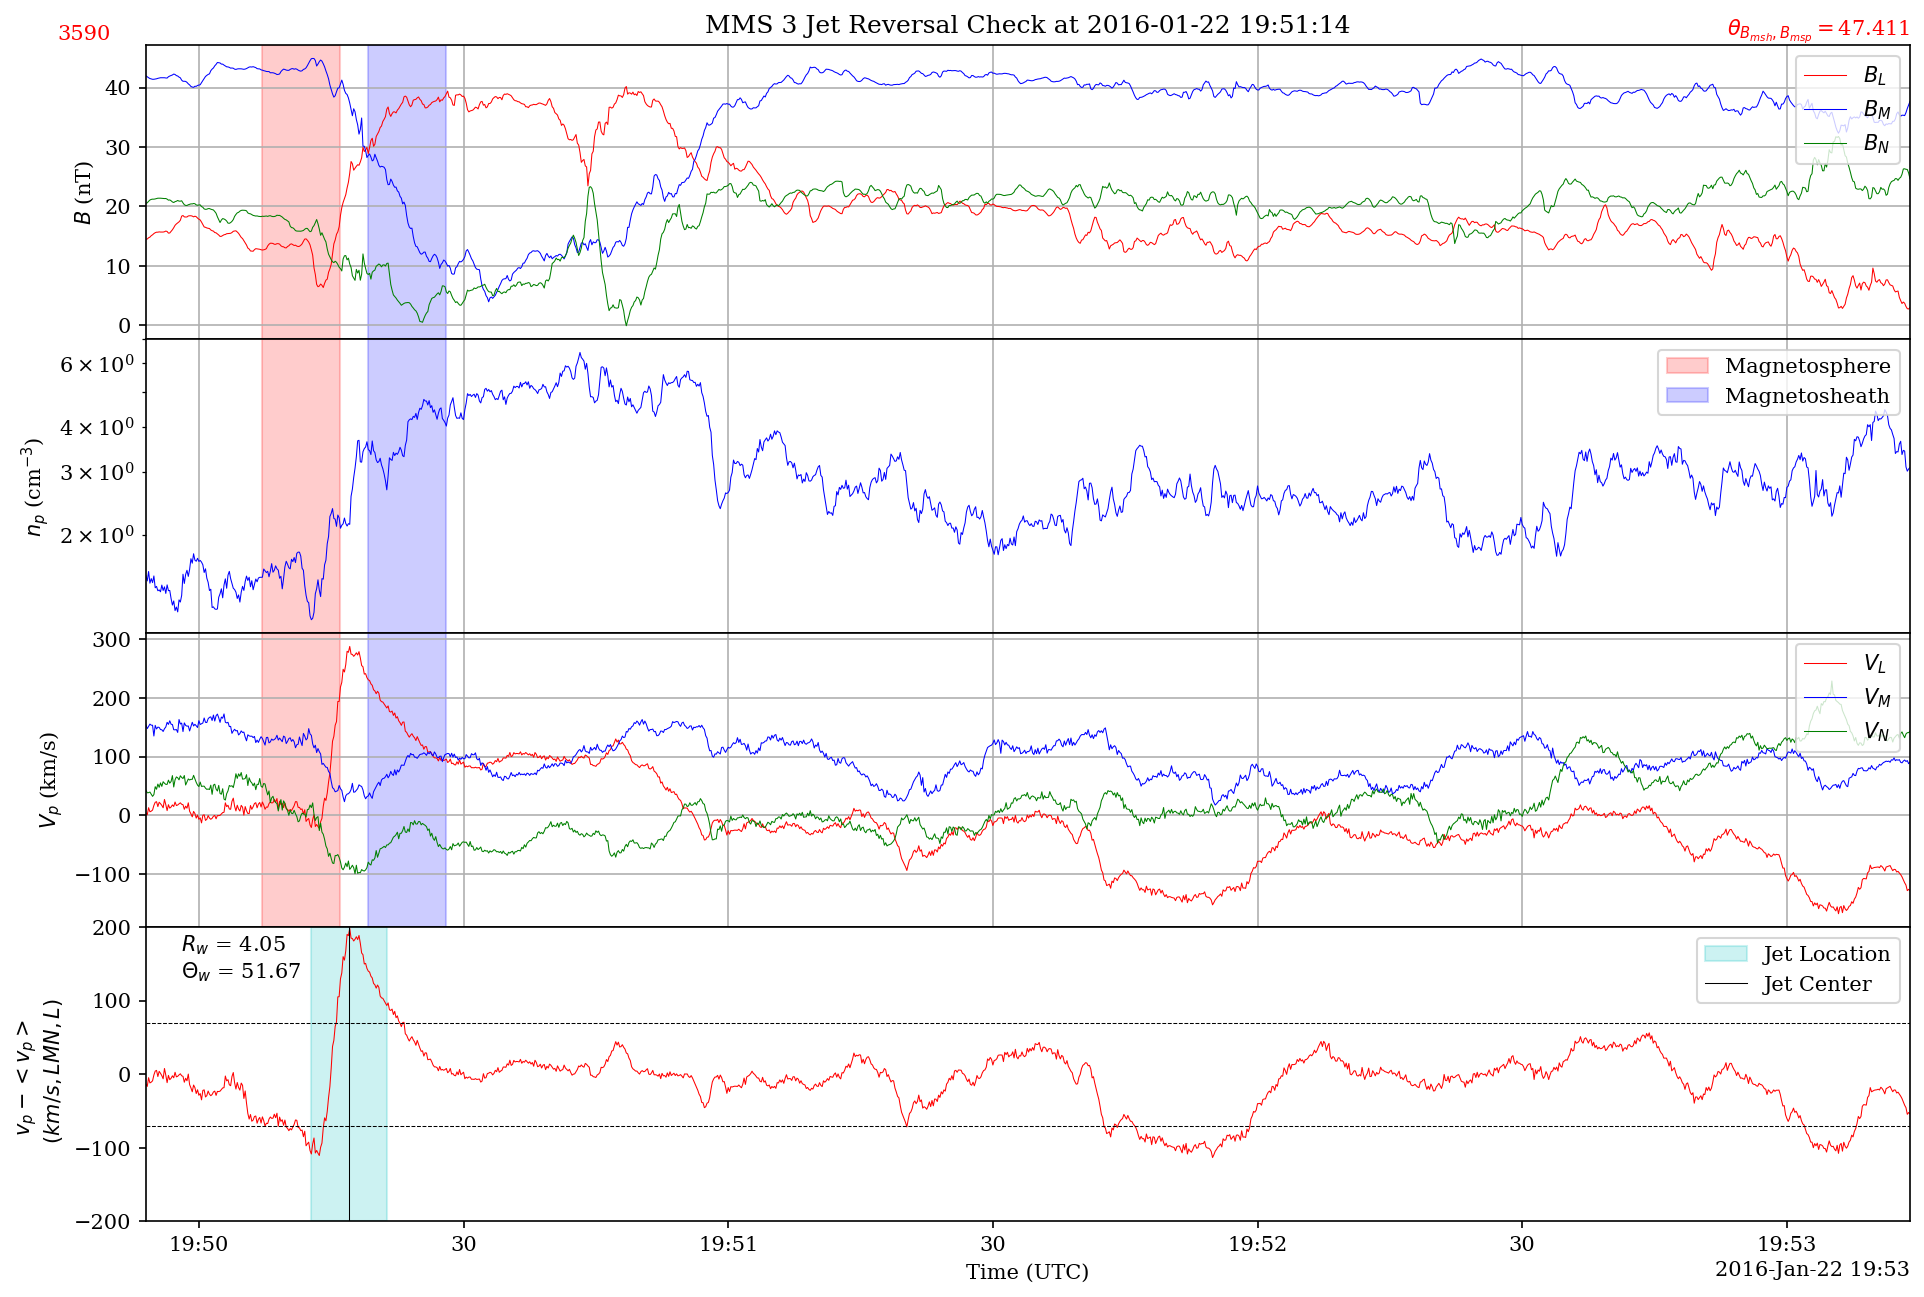 MMS 3 Jet Reversal Check at 2016-01-22 19:51:14
3590
θ_{B_{msh}, B_{msp}} = 47.411
40
30
20
10
0
B (nT)
B_L
B_M
B_N
6 × 10^0
4 × 10^0
3 × 10^0
2 × 10^0
n_p (cm^{-3})
Magnetosphere
Magnetosheath
300
200
100
0
−100
V_p (km/s)
V_L
V_M
V_N
200
100
0
−100
−200
v_p − < v_p >
(km/s, LMN, L)
R_w = 4.05
Θ_w = 51.67
Jet Location
Jet Center
19:50 30 19:51 30 19:52 30 19:53
Time (UTC)
2016-Jan-22 19:53